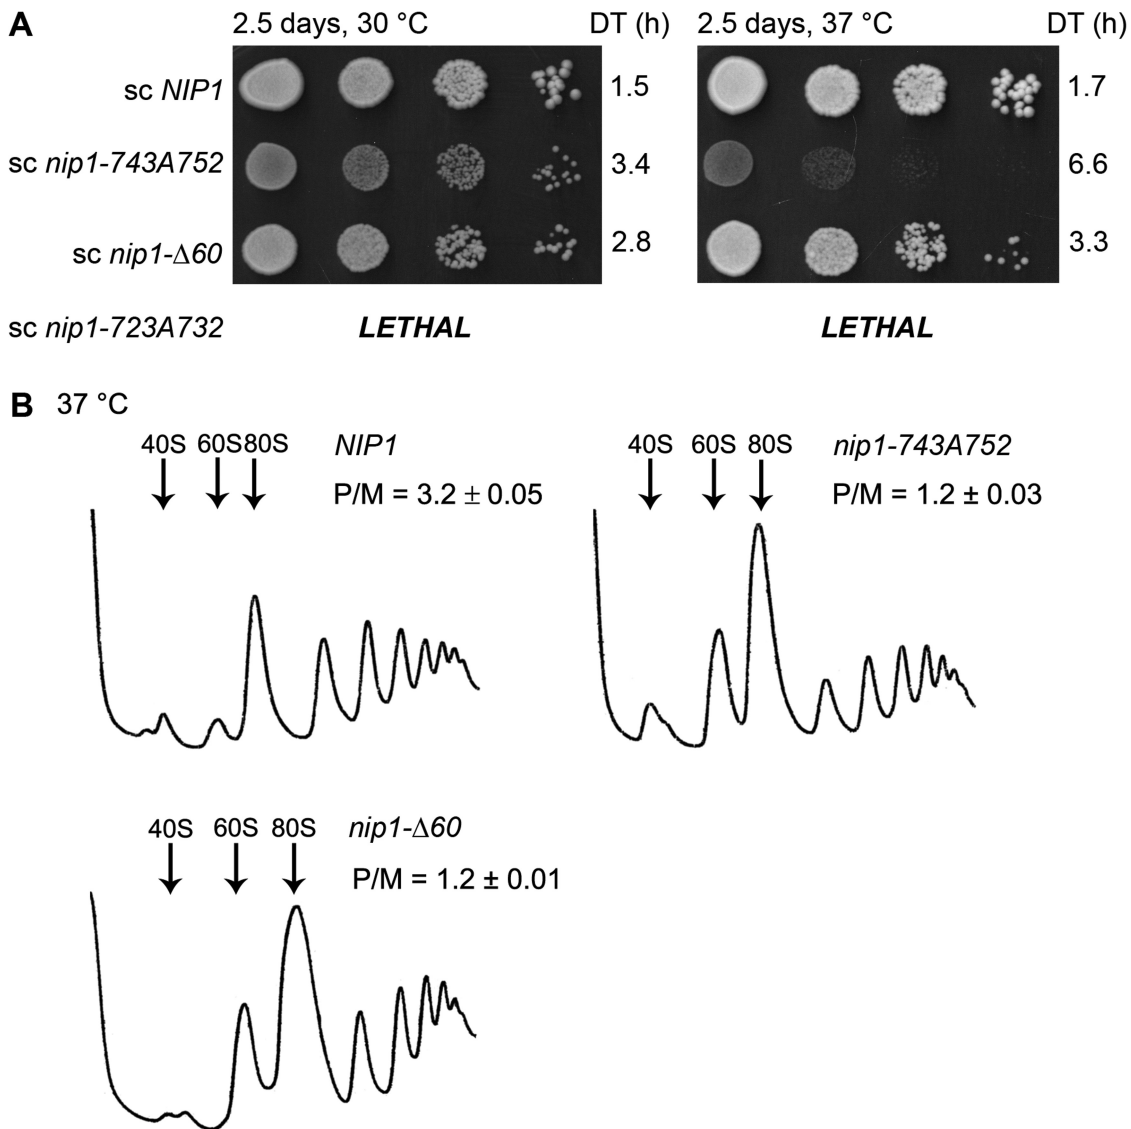 A
2.5 days, 30 °C DT (h) 2.5 days, 37 °C DT (h)
sc NIP1 1.5 1.7
sc nip1-743A752 3.4 6.6
sc nip1-Δ60 2.8 3.3
sc nip1-723A732 LETHAL LETHAL
B 37 °C
40S 60S 80S NIP1
P/M = 3.2 ± 0.05
40S 60S 80S nip1-743A752
P/M = 1.2 ± 0.03
40S 60S 80S nip1-Δ60
P/M = 1.2 ± 0.01